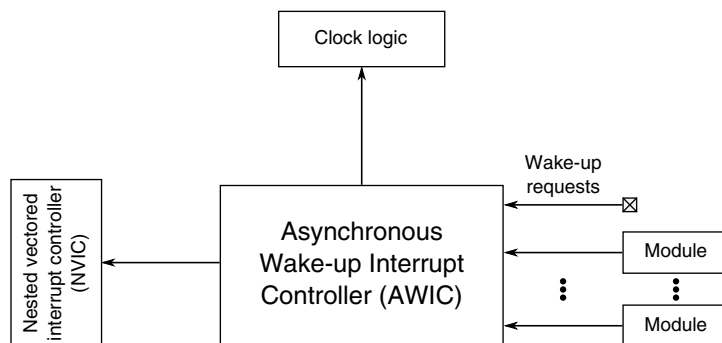 Clock logic
Wake-up
requests
Nested vectored
interrupt controller
(NVIC)
Asynchronous
Wake-up Interrupt
Controller (AWIC)
Module
Module